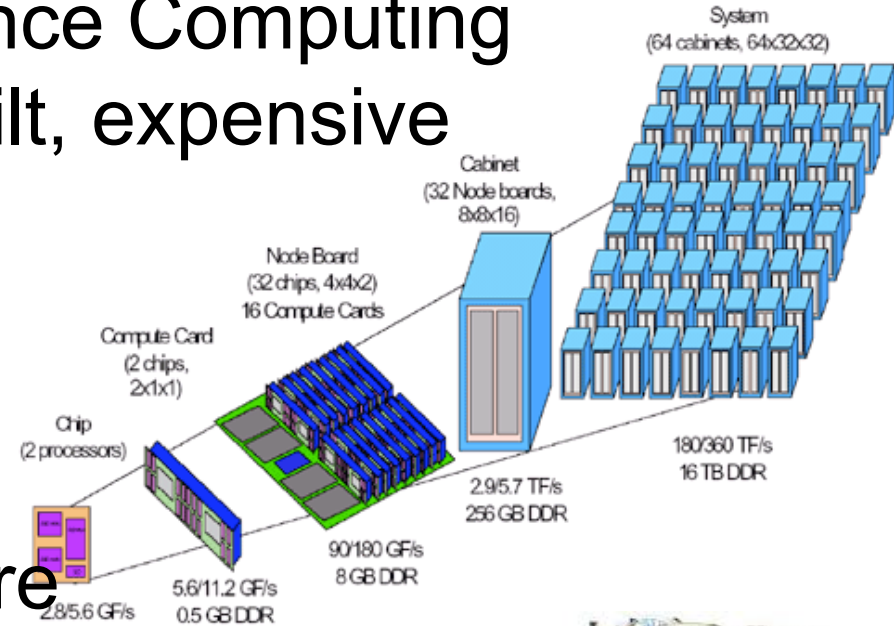 nce Computing
ilt, expensive
re
System
(64 cabinets, 64x32x32)
Cabinet
(32 Node boards,
8x8x16)
Node Board
(32 chips, 4x4x2)
16 Compute Cards
Compute Card
(2 chips,
2x1x1)
Chip
(2 processors)
2.8/5.6 GF/s
5.6/11.2 GF/s
0.5 GB DDR
90/180 GF/s
8 GB DDR
2.9/5.7 TF/s
256 GB DDR
180/360 TF/s
16 TB DDR